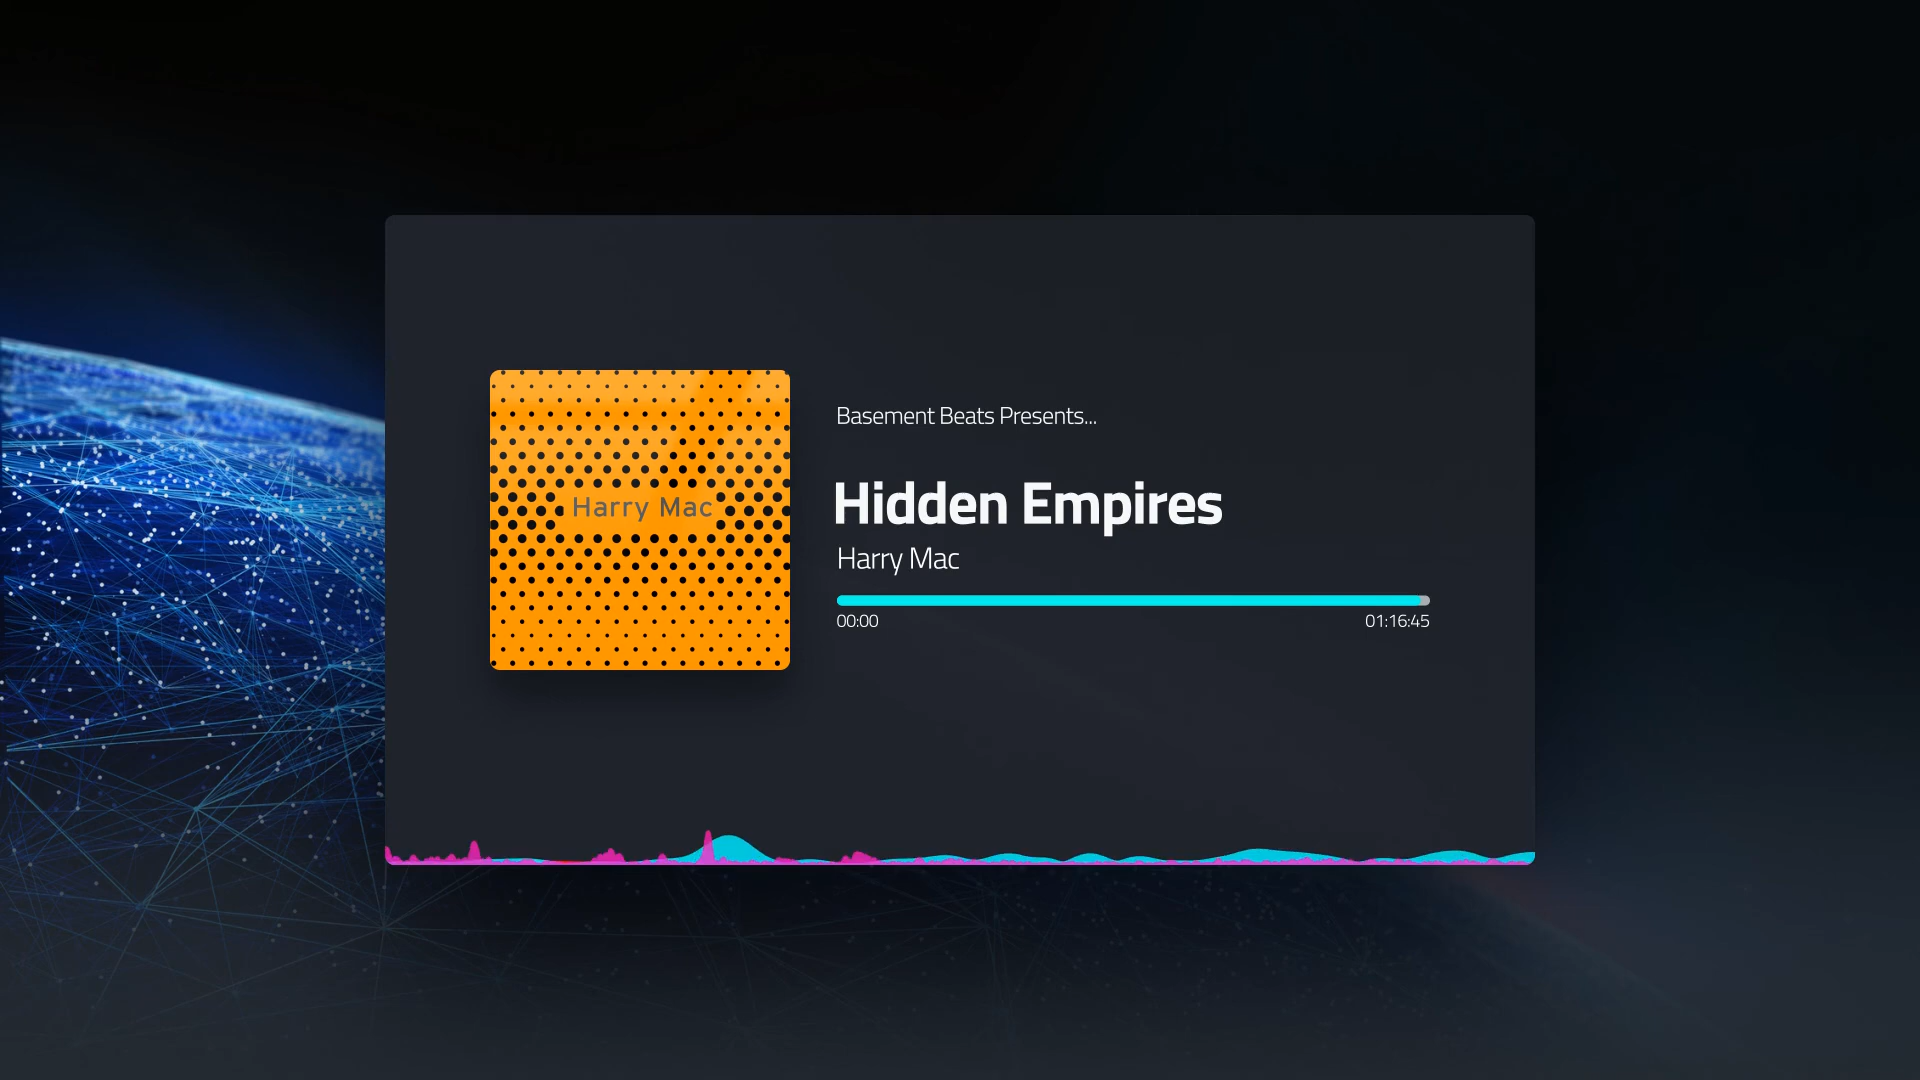 Harry Mac
Basement Beats Presents...
Hidden Empires
Harry Mac
00:00
01:16:45